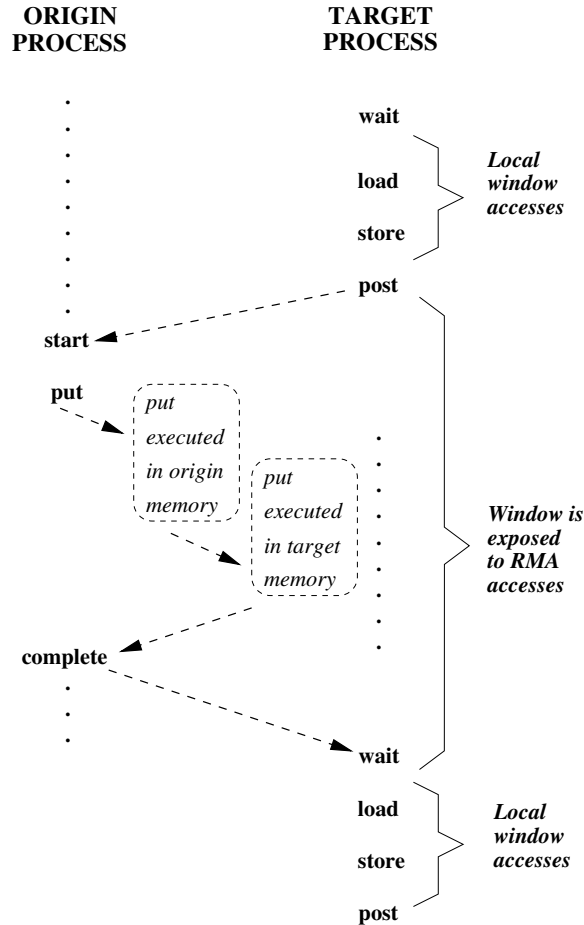 ORIGIN
PROCESS
TARGET
PROCESS
wait
load
store
Local
window
accesses
post
start
put
put
executed
in origin
memory
put
executed
in target
memory
Window is
exposed
to RMA
accesses
complete
wait
load
store
post
Local
window
accesses